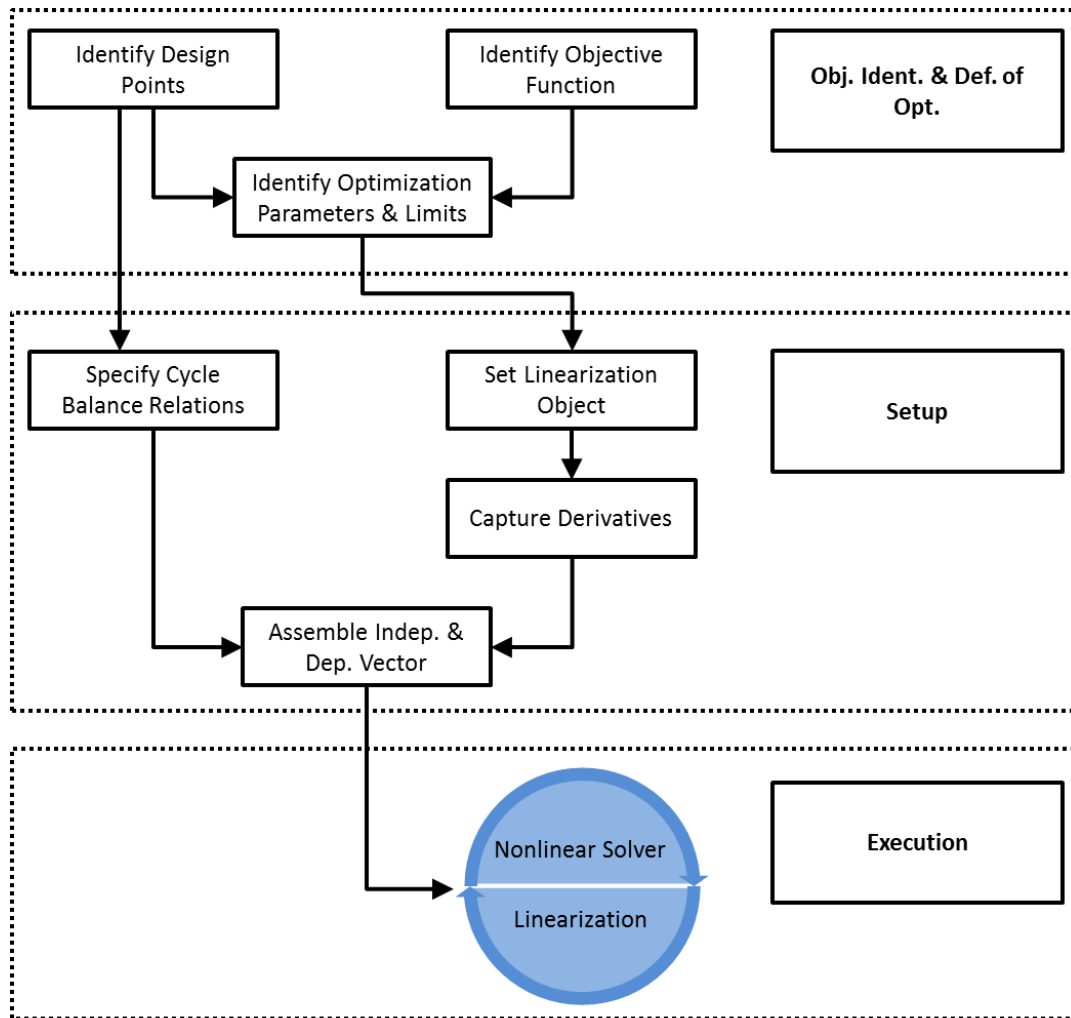 Identify Design
Points
Identify Objective
Function
Obj. Ident. & Def. of
Opt.
Identify Optimization
Parameters & Limits
Specify Cycle
Balance Relations
Set Linearization
Object
Setup
Capture Derivatives
Assemble Indep. &
Dep. Vector
Nonlinear Solver
Linearization
Execution